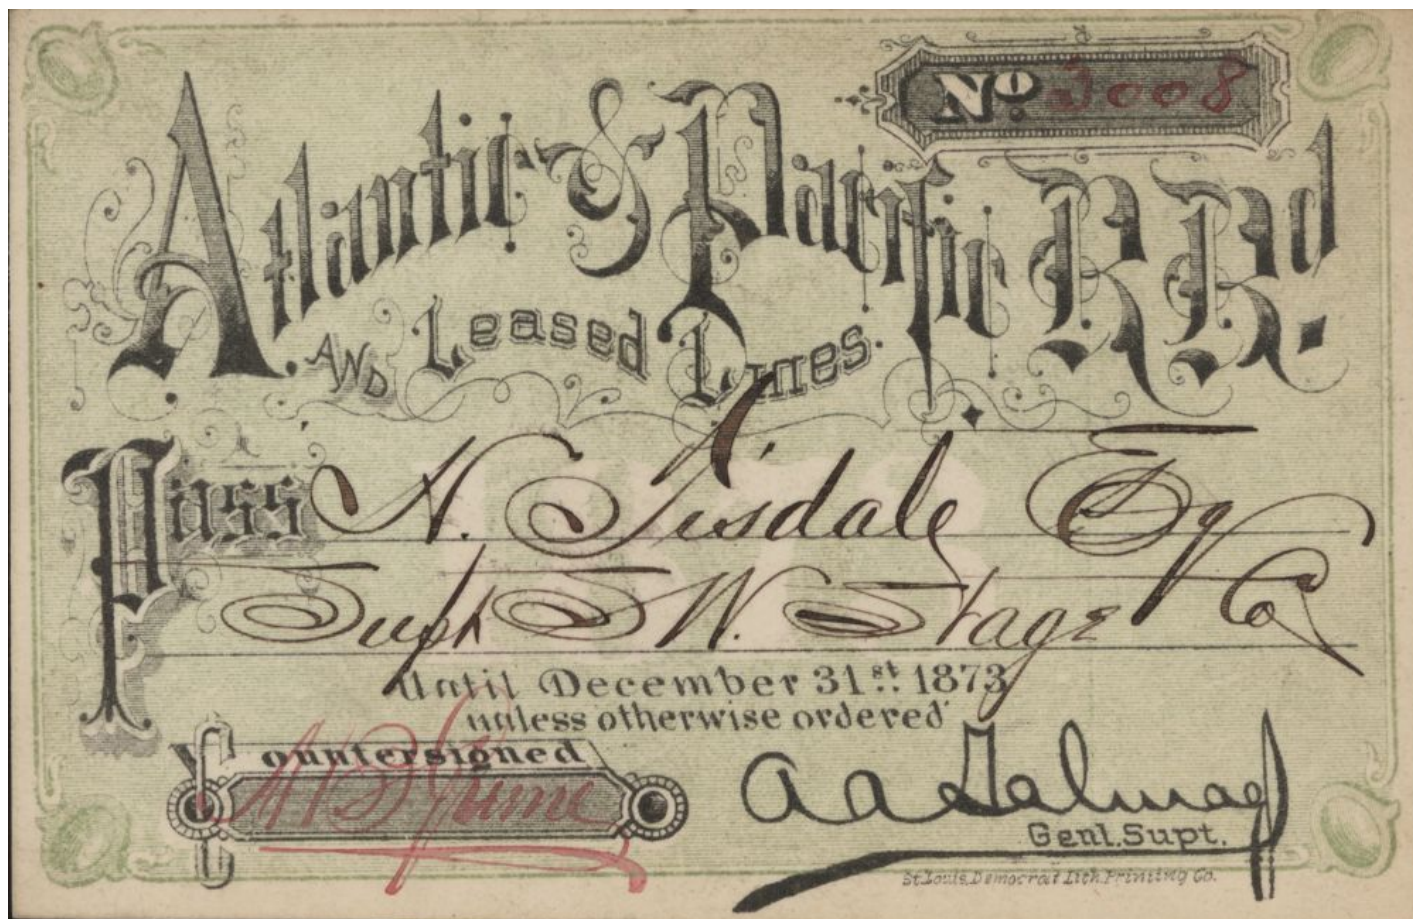 No. 3008
Atlantic & Pacific R. Rd.
AND Leased Lines.
Pass N. Tisdale Esq
Supt S. W. Stage Co
Until December 31st. 1873
unless otherwise ordered
Countersigned
A A Talmage
Genl. Supt.
St. Louis Democrat Lith. Printing Co.